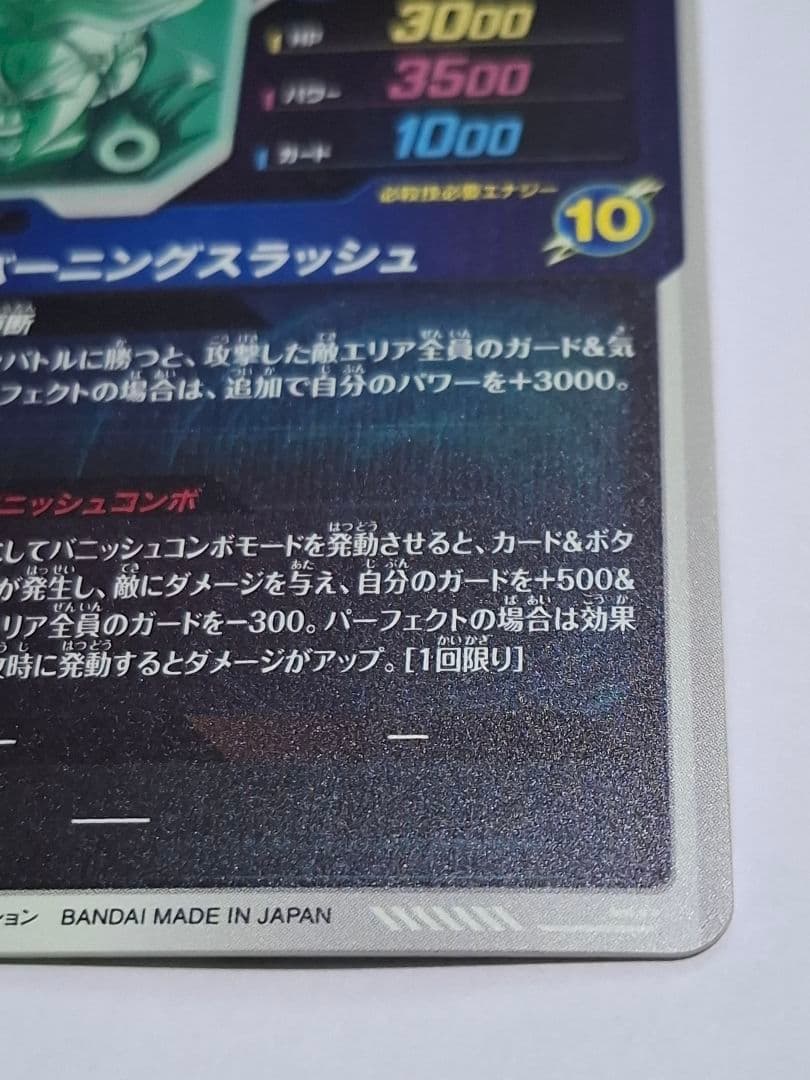 HP 3000
パワー 3500
ガード 1000
必殺技必要エナジー 10
バーニングスラッシュ
断
バトルに勝つと、攻撃した敵エリア全員のガード&気
フェクトの場合は、追加で自分のパワーを+3000。
ニッシュコンボ
してバニッシュコンボモードを発動させると、カード&ボタ
が発生し、敵にダメージを与え、自分のガードを+500&
リア全員のガードを-300。パーフェクトの場合は効果
時に発動するとダメージがアップ。[1回限り]
ション BANDAI MADE IN JAPAN